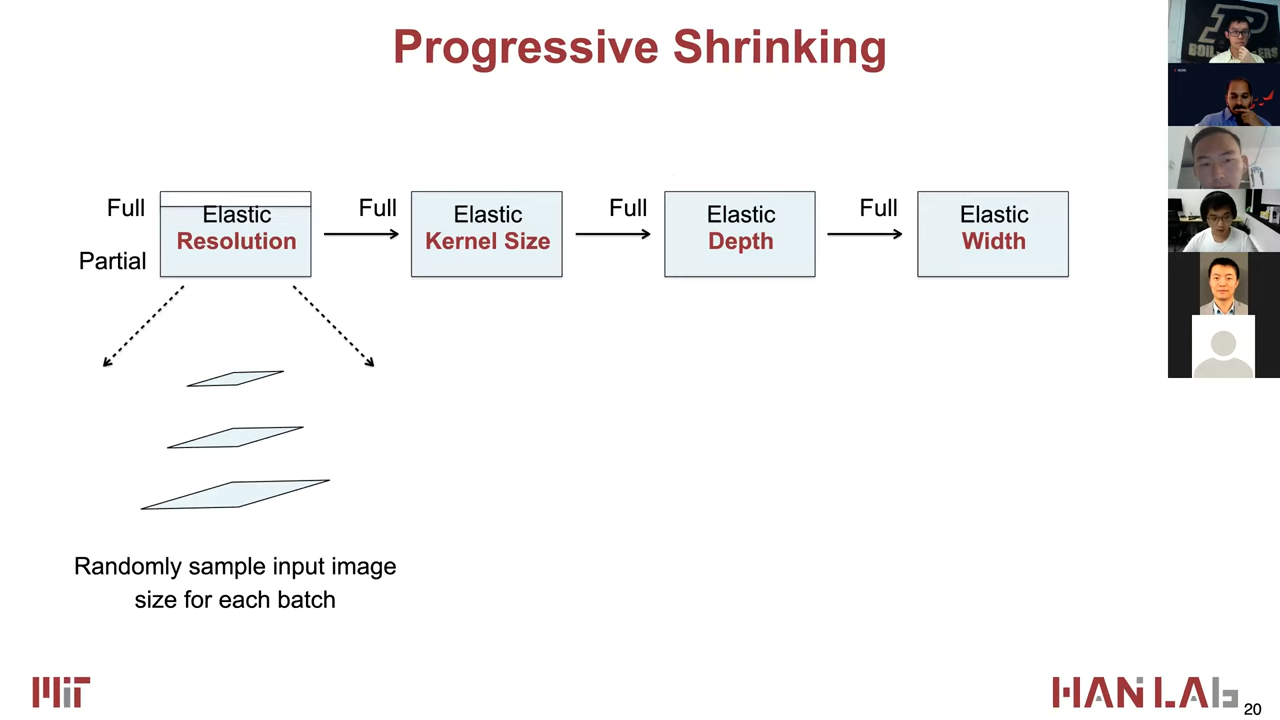 Progressive Shrinking
Full
Partial
Elastic
Resolution
Full
Elastic
Kernel Size
Full
Elastic
Depth
Full
Elastic
Width
Randomly sample input image
size for each batch
MIT
HAN LAb
20
P